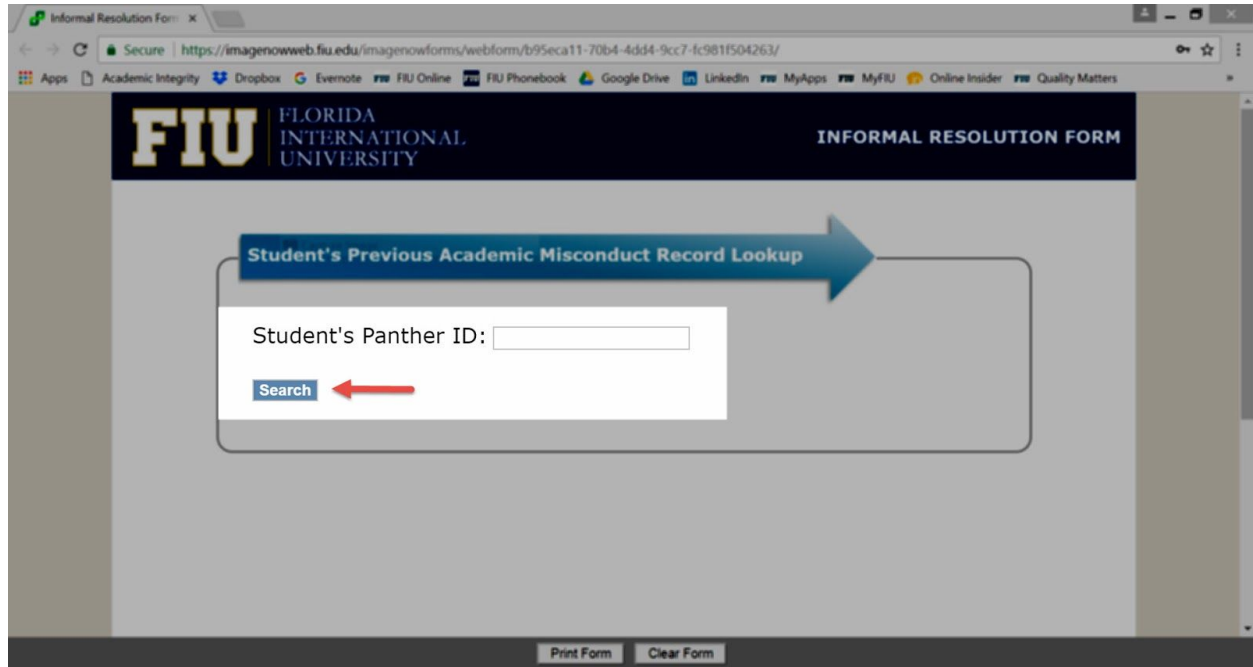 Informal Resolution Form
Secure | https://imagenowweb.fiu.edu/imagenowforms/webform/b95eca11-70b4-4dd4-9cc7-fc981f504263/
Apps Academic Integrity Dropbox Evernote FIU Online FIU Phonebook Google Drive LinkedIn MyApps MyFIU Online Insider Quality Matters »
FIU
FLORIDA
INTERNATIONAL
UNIVERSITY
INFORMAL RESOLUTION FORM
Student's Previous Academic Misconduct Record Lookup
Student's Panther ID:
Search
Print Form Clear Form